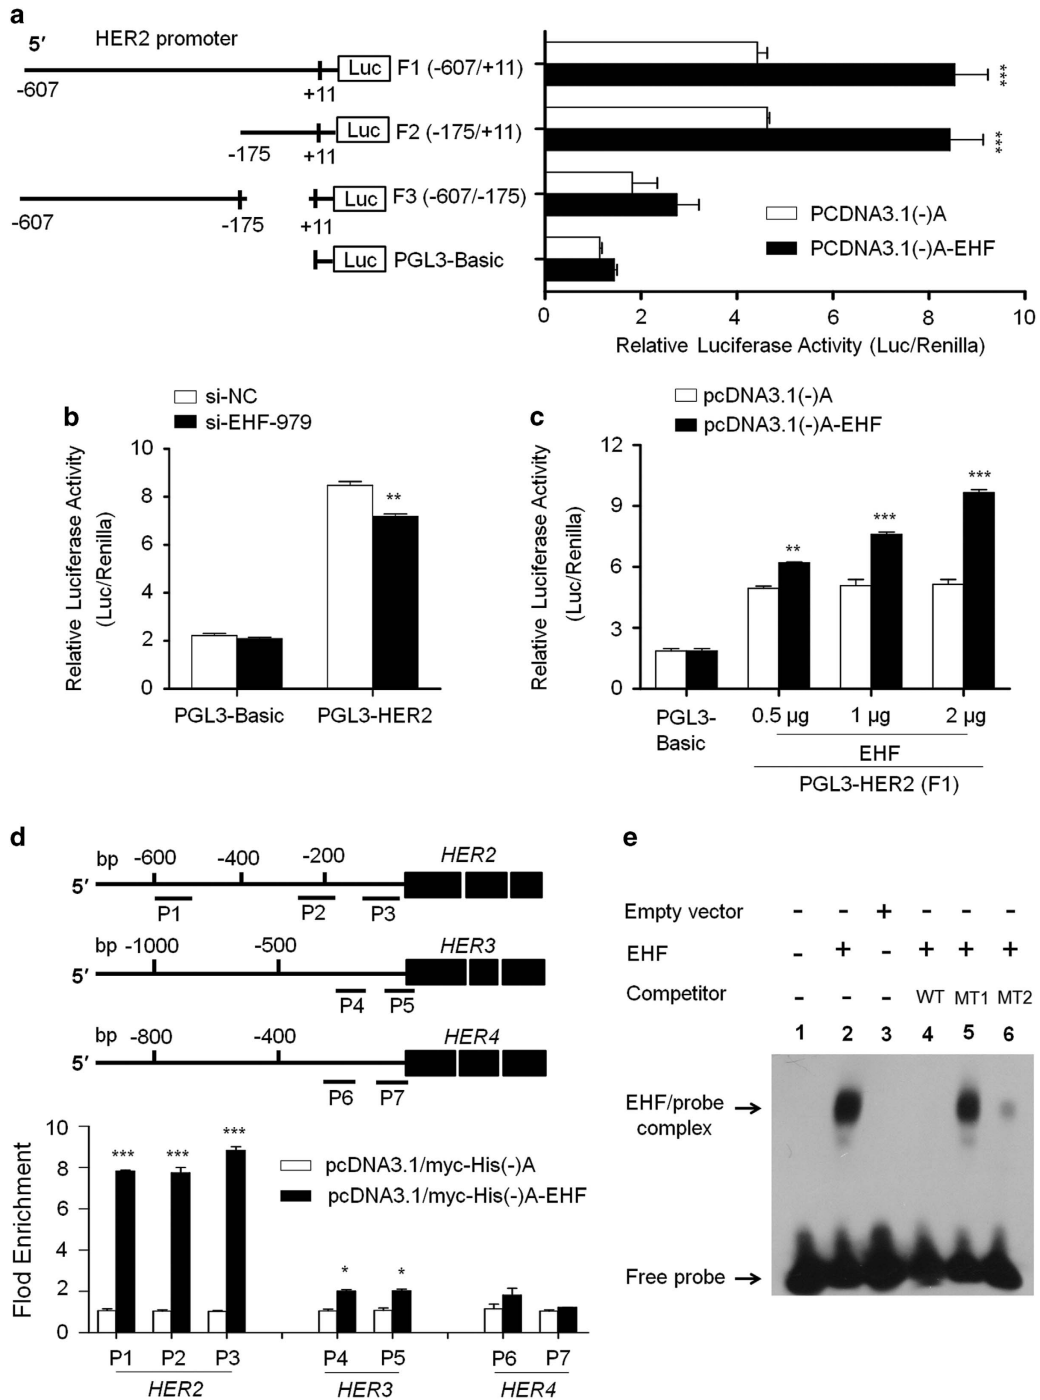 a
5′ HER2 promoter
-607 +11 Luc F1 (-607/+11) ***
-175 +11 Luc F2 (-175/+11) ***
-607 -175 +11 Luc F3 (-607/-175)
Luc PGL3-Basic
PCDNA3.1(-)A
PCDNA3.1(-)A-EHF
0 2 4 6 8 10
Relative Luciferase Activity (Luc/Renilla)
b
si-NC
si-EHF-979
Relative Luciferase Activity
(Luc/Renilla)
10
8
6
4
2
0
**
PGL3-Basic PGL3-HER2
c
pcDNA3.1(-)A
pcDNA3.1(-)A-EHF
Relative Luciferase Activity
(Luc/Renilla)
12
9
6
3
0
** *** ***
PGL3-
Basic
0.5 µg 1 µg 2 µg
EHF
PGL3-HER2 (F1)
d
bp -600 -400 -200 HER2
5′
P1 P2 P3
bp -1000 -500 HER3
5′
P4 P5
bp -800 -400 HER4
5′
P6 P7
Flod Enrichment
10
8
6
4
2
0
*** *** *** * *
pcDNA3.1/myc-His(-)A
pcDNA3.1/myc-His(-)A-EHF
P1 P2 P3 P4 P5 P6 P7
HER2 HER3 HER4
e
Empty vector - - + - - -
EHF - + - + + +
Competitor - - - WT MT1 MT2
1 2 3 4 5 6
EHF/probe
complex
Free probe